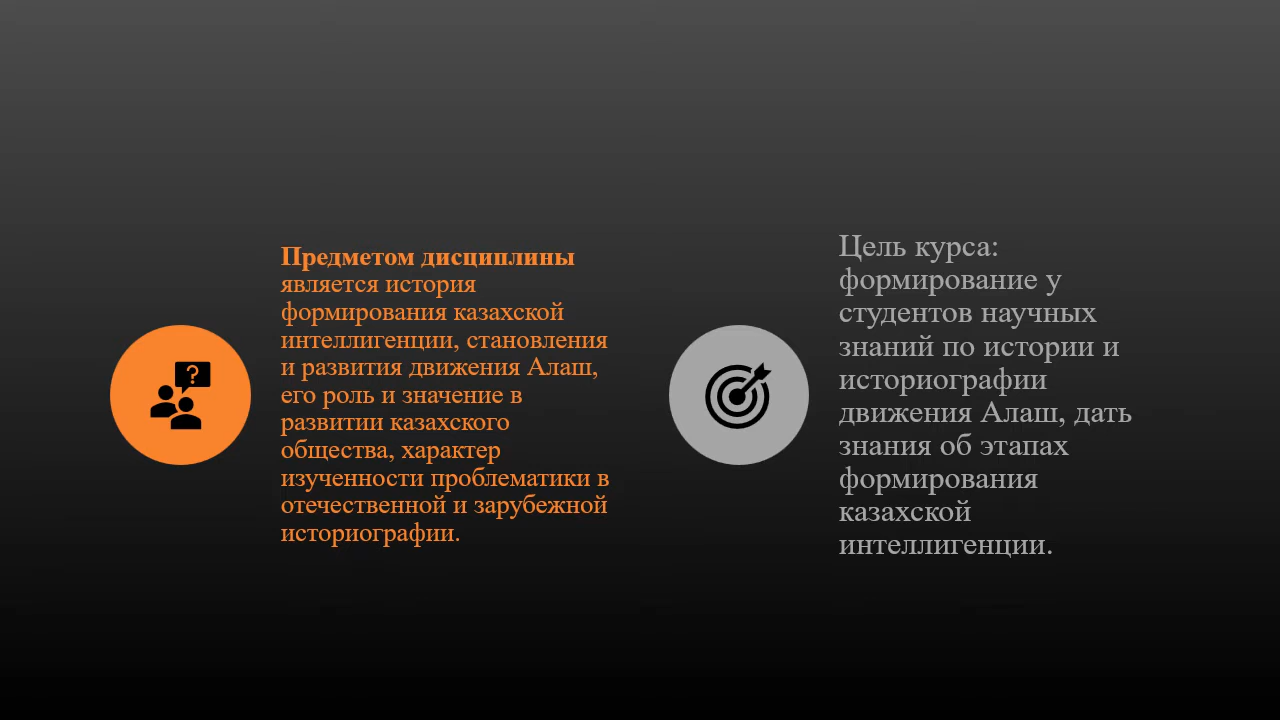 Предметом дисциплины
является история
формирования казахской
интеллигенции, становления
и развития движения Алаш,
его роль и значение в
развитии казахского
общества, характер
изученности проблематики в
отечественной и зарубежной
историографии.
Цель курса:
формирование у
студентов научных
знаний по истории и
историографии
движения Алаш, дать
знания об этапах
формирования
казахской
интеллигенции.